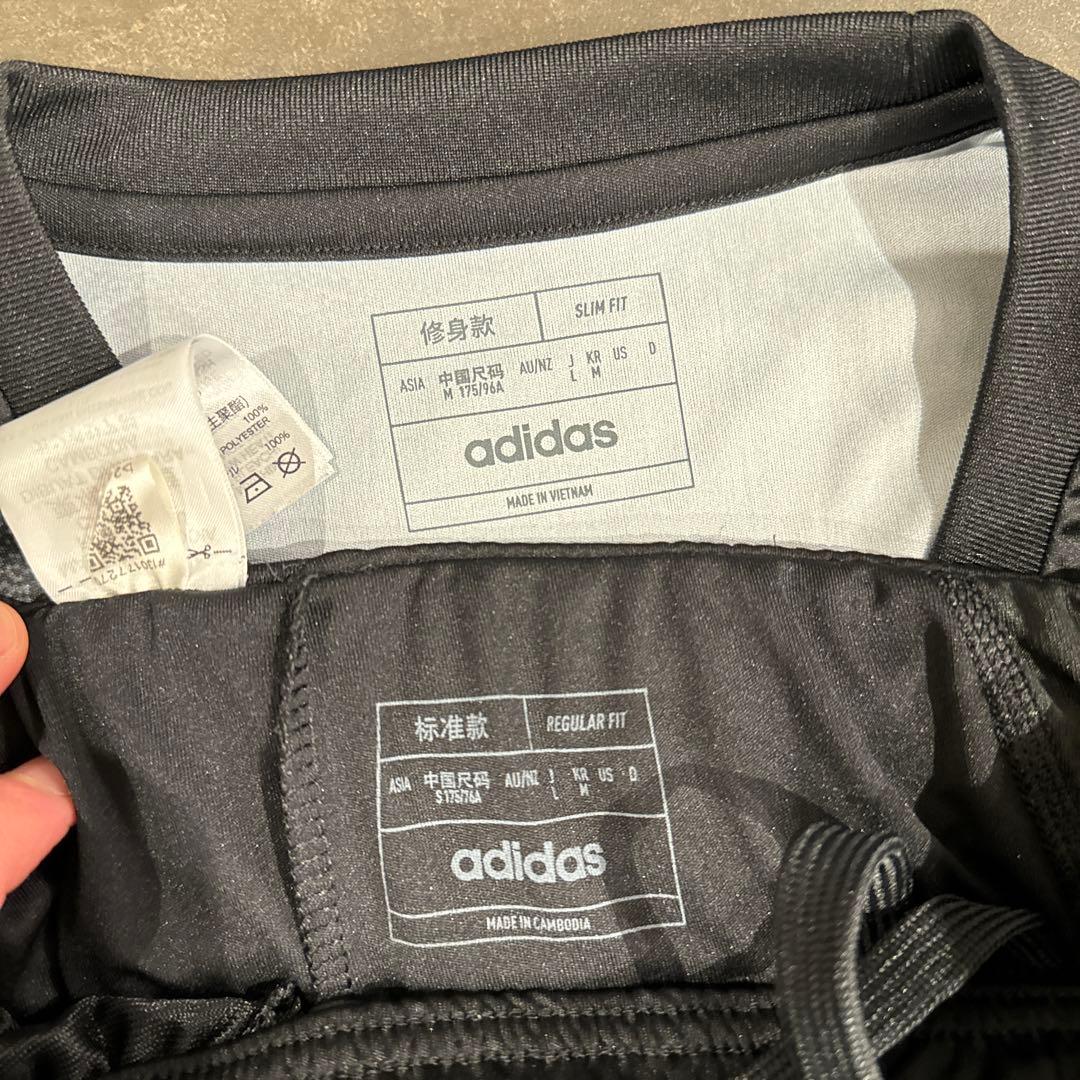 修身款 SLIM FIT
ASIA 中国尺码 AU/NZ J KR US D
M 175/96A L M
adidas
MADE IN VIETNAM
100%
POLYESTER
100%
#1301772
标准款 REGULAR FIT
ASIA 中国尺码 AU/NZ J KR US D
S 175/76A L M
adidas
MADE IN CAMBODIA